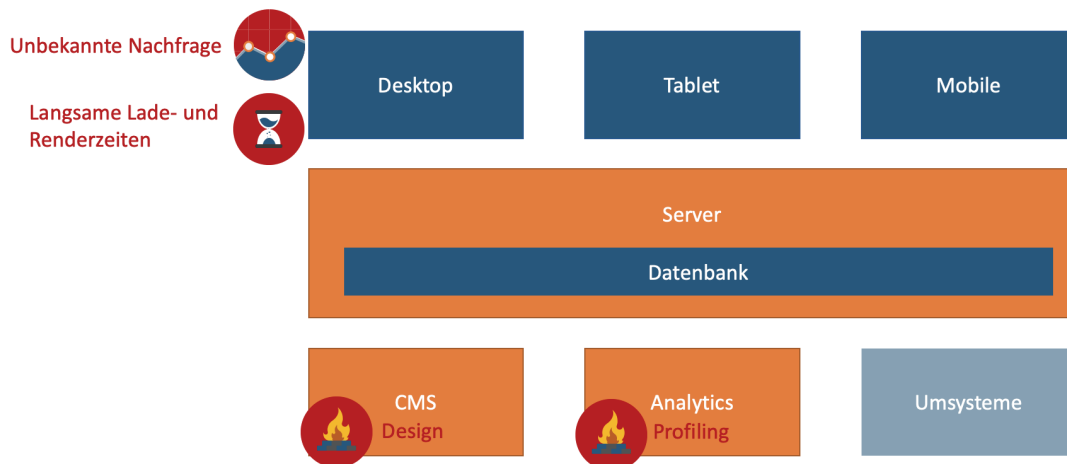 Unbekannte Nachfrage
Langsame Lade- und
Renderzeiten
Desktop
Tablet
Mobile
Server
Datenbank
CMS
Design
Analytics
Profiling
Umsysteme